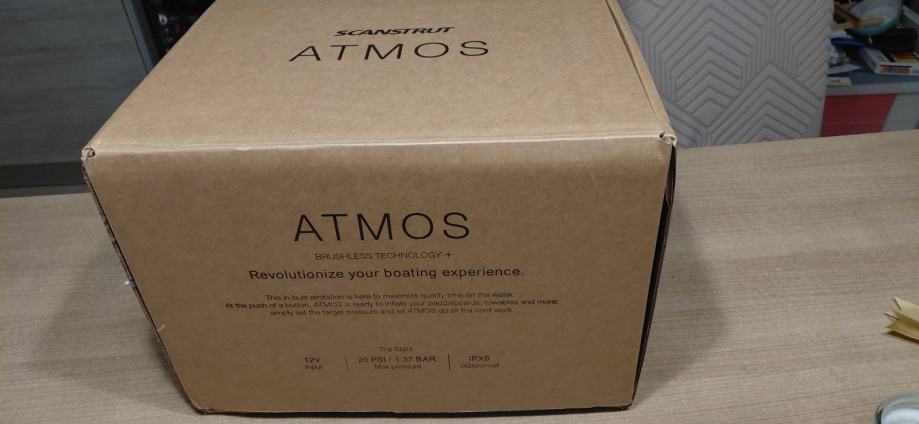 SCANSTRUT
ATMOS
ATMOS
BRUSHLESS TECHNOLOGY +
Revolutionize your boating experience.
This in-built airstation is here to maximize quality time on the water.
At the push of a button, ATMOS is ready to inflate your paddleboards, towables and more;
simply set the target pressure and let ATMOS do all the hard work.
The Stats
12V
Input
20 PSI / 1.37 BAR
Max pressure
IPX6
Waterproof